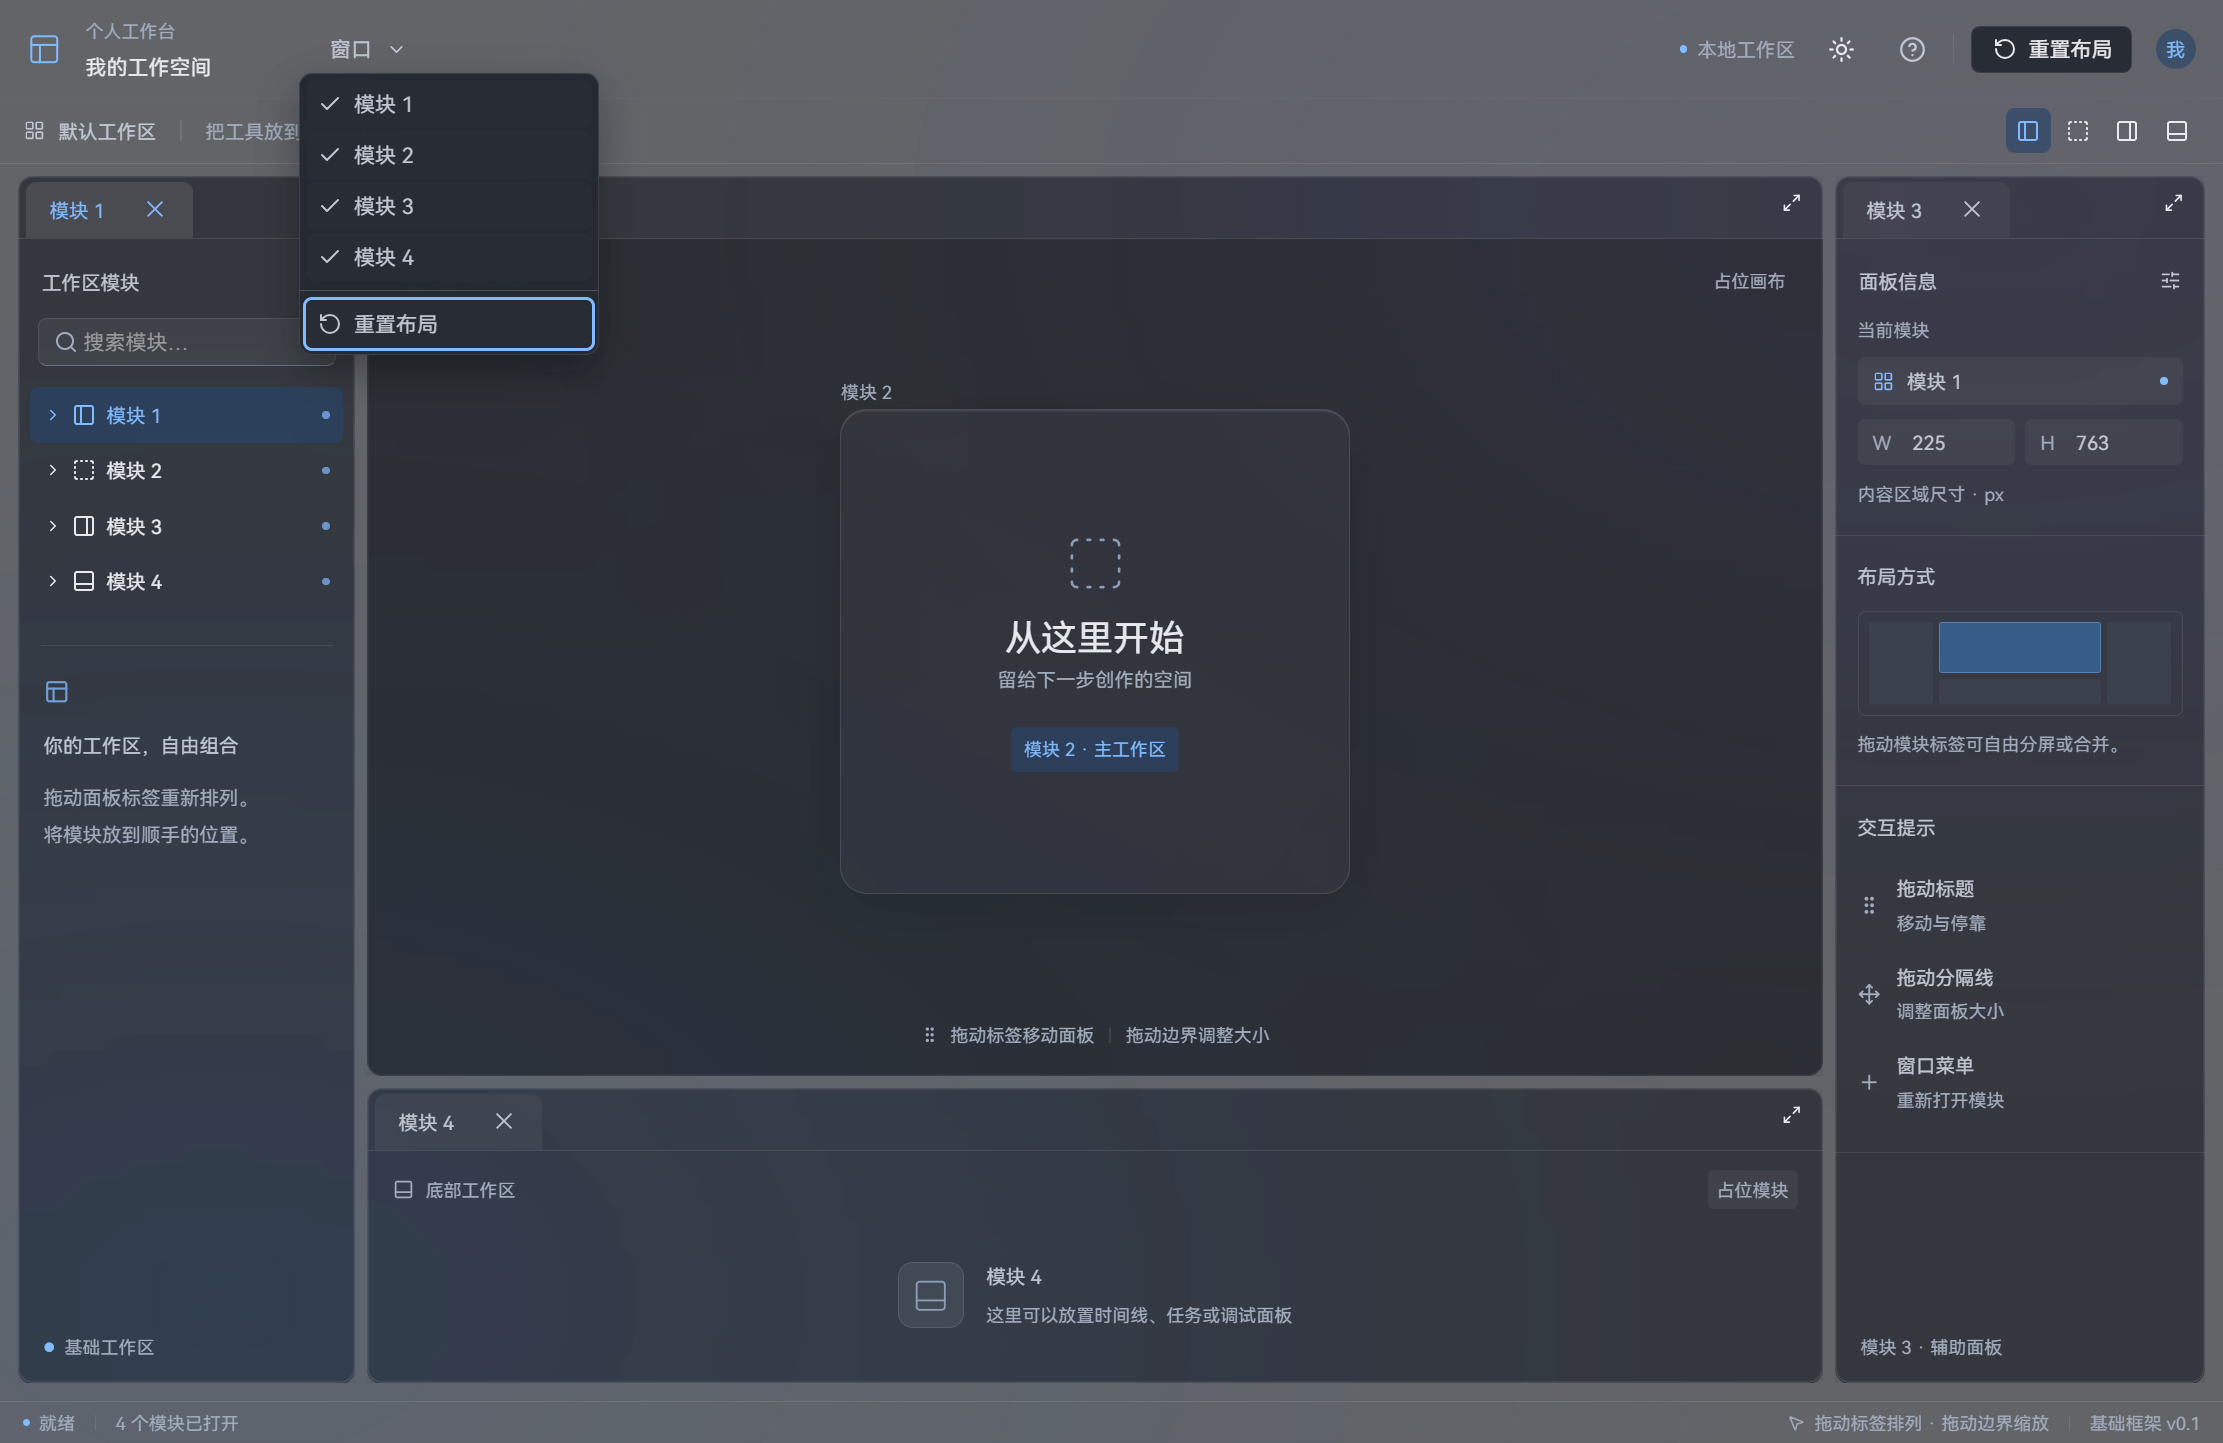 个人工作台
我的工作空间
窗口
本地工作区
重置布局
我
默认工作区
把工具放到
模块 1
模块 2
模块 3
模块 4
重置布局
模块 1
工作区模块
搜索模块…
模块 1
模块 2
模块 3
模块 4
你的工作区，自由组合
拖动面板标签重新排列。
将模块放到顺手的位置。
基础工作区
占位画布
模块 2
从这里开始
留给下一步创作的空间
模块 2 · 主工作区
拖动标签移动面板
拖动边界调整大小
模块 4
底部工作区
占位模块
模块 4
这里可以放置时间线、任务或调试面板
模块 3
面板信息
当前模块
模块 1
W 225
H 763
内容区域尺寸 · px
布局方式
拖动模块标签可自由分屏或合并。
交互提示
拖动标题
移动与停靠
拖动分隔线
调整面板大小
窗口菜单
重新打开模块
模块 3 · 辅助面板
就绪
4 个模块已打开
拖动标签排列 · 拖动边界缩放
基础框架 v0.1